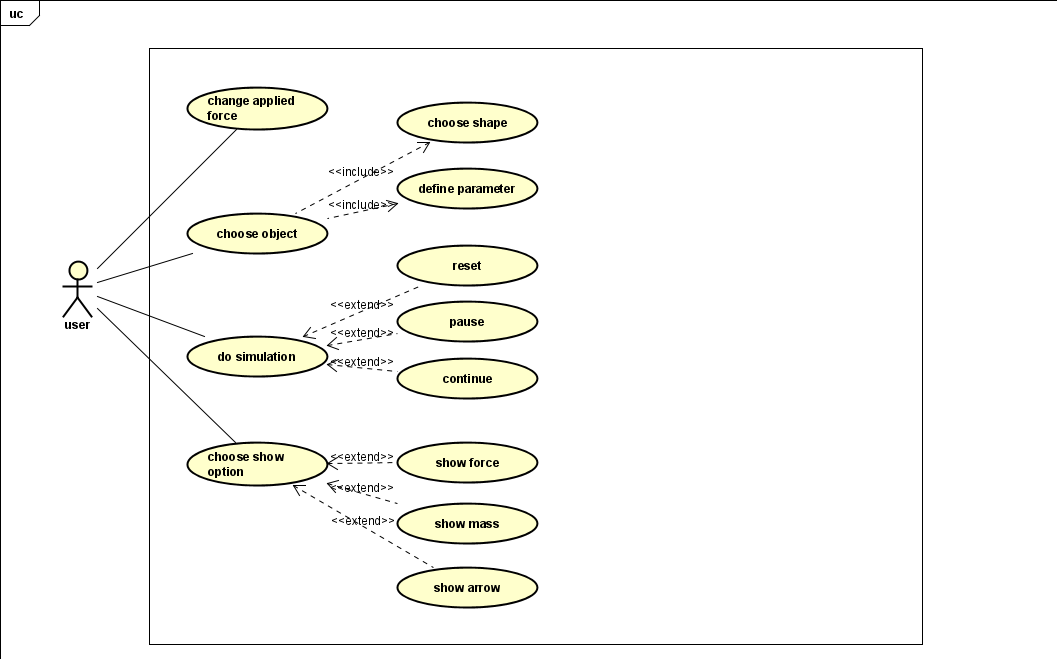 uc
change applied
force
choose shape
<<include>>
define parameter
<<include>>
choose object
reset
<<extend>>
pause
<<extend>>
user
do simulation
<<extend>>
continue
choose show
option
<<extend>>
show force
<<extend>>
show mass
<<extend>>
show arrow